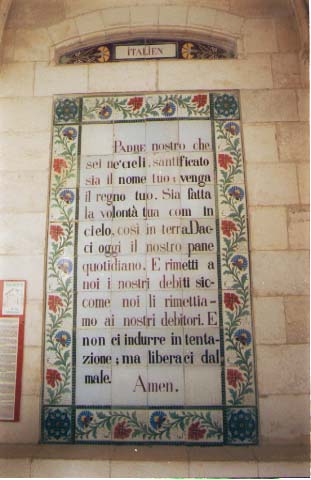 ITALIEN
PADRE nostro che
sei ne'cieli, santificato
sia il nome tuo; venga
il regno tuo. Sia fatta
la volontà tua com in
cielo, così in terra. Dac-
ci oggi il nostro pane
quotidiano. E rimetti a
noi i nostri debiti sic-
come noi li rimettia-
mo ai nostri debitori. E
non ci indurre in tenta-
zione; ma liberaci dal
male. Amen.